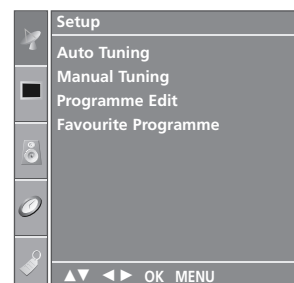 Setup
Auto Tuning
Manual Tuning
Programme Edit
Favourite Programme
▲▼ ◄► OK MENU